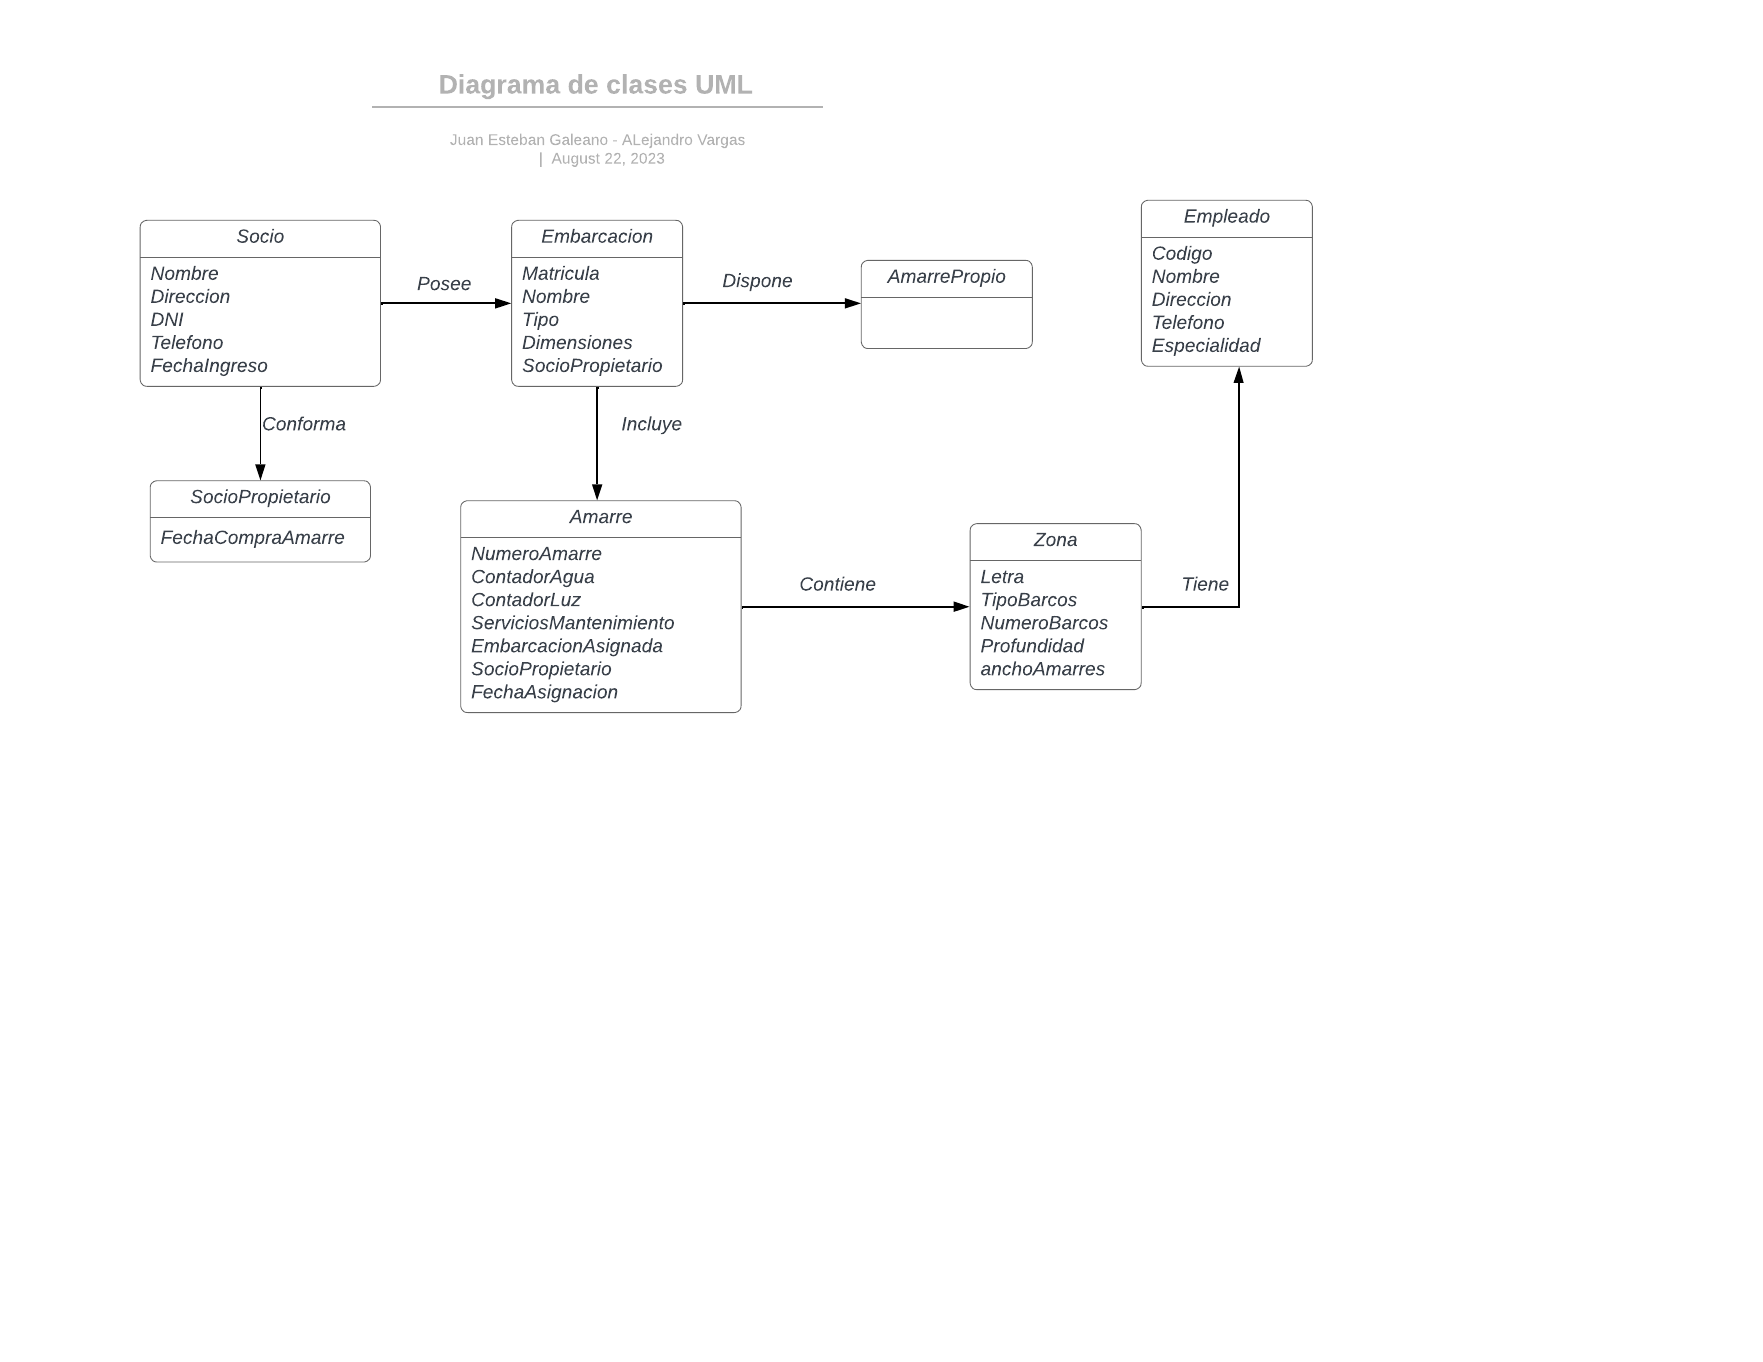 Diagrama de clases UML
Juan Esteban Galeano - ALejandro Vargas
| August 22, 2023
Socio
Nombre
Direccion
DNI
Telefono
FechaIngreso
Posee
Embarcacion
Matricula
Nombre
Tipo
Dimensiones
SocioPropietario
Dispone
AmarrePropio
Empleado
Codigo
Nombre
Direccion
Telefono
Especialidad
Conforma
Incluye
SocioPropietario
FechaCompraAmarre
Amarre
NumeroAmarre
ContadorAgua
ContadorLuz
ServiciosMantenimiento
EmbarcacionAsignada
SocioPropietario
FechaAsignacion
Contiene
Zona
Letra
TipoBarcos
NumeroBarcos
Profundidad
anchoAmarres
Tiene